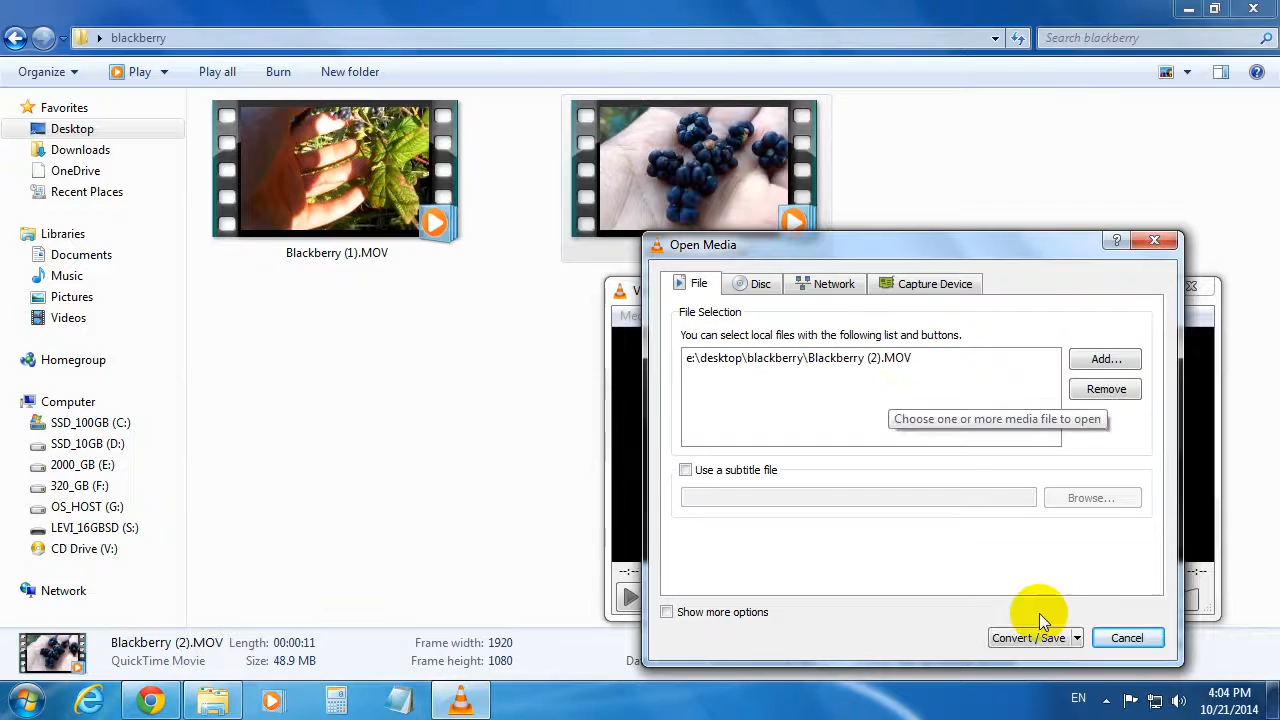 blackberry
Search blackberry
Organize
Play
Play all
Burn
New folder
Favorites
Desktop
Downloads
OneDrive
Recent Places
Libraries
Documents
Music
Pictures
Videos
Homegroup
Computer
SSD_100GB (C:)
SSD_10GB (D:)
2000_GB (E:)
320_GB (F:)
OS_HOST (G:)
LEVI_16GBSD (S:)
CD Drive (V:)
Network
Blackberry (1).MOV
Open Media
File
Disc
Network
Capture Device
File Selection
You can select local files with the following list and buttons.
e:\desktop\blackberry\Blackberry (2).MOV
Add...
Remove
Choose one or more media file to open
Use a subtitle file
Browse...
Show more options
Convert / Save
Cancel
--:--
Blackberry (2).MOV
Length: 00:00:11
Frame width: 1920
QuickTime Movie
Size: 48.9 MB
Frame height: 1080
EN
4:04 PM
10/21/2014